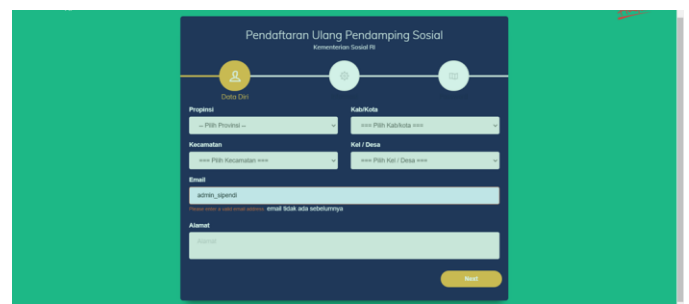 Pendaftaran Ulang Pendamping Sosial
Kementerian Sosial RI
Data Diri
Propinsi
Kab/Kota
-- Pilih Provinsi --
=== Pilih Kab/kota ===
Kecamatan
Kel / Desa
=== Pilih Kecamatan ===
=== Pilih Kel / Desa ===
Email
admin_sipendi
Please enter a valid email address. email tidak ada sebelumnya
Alamat
Alamat
Next